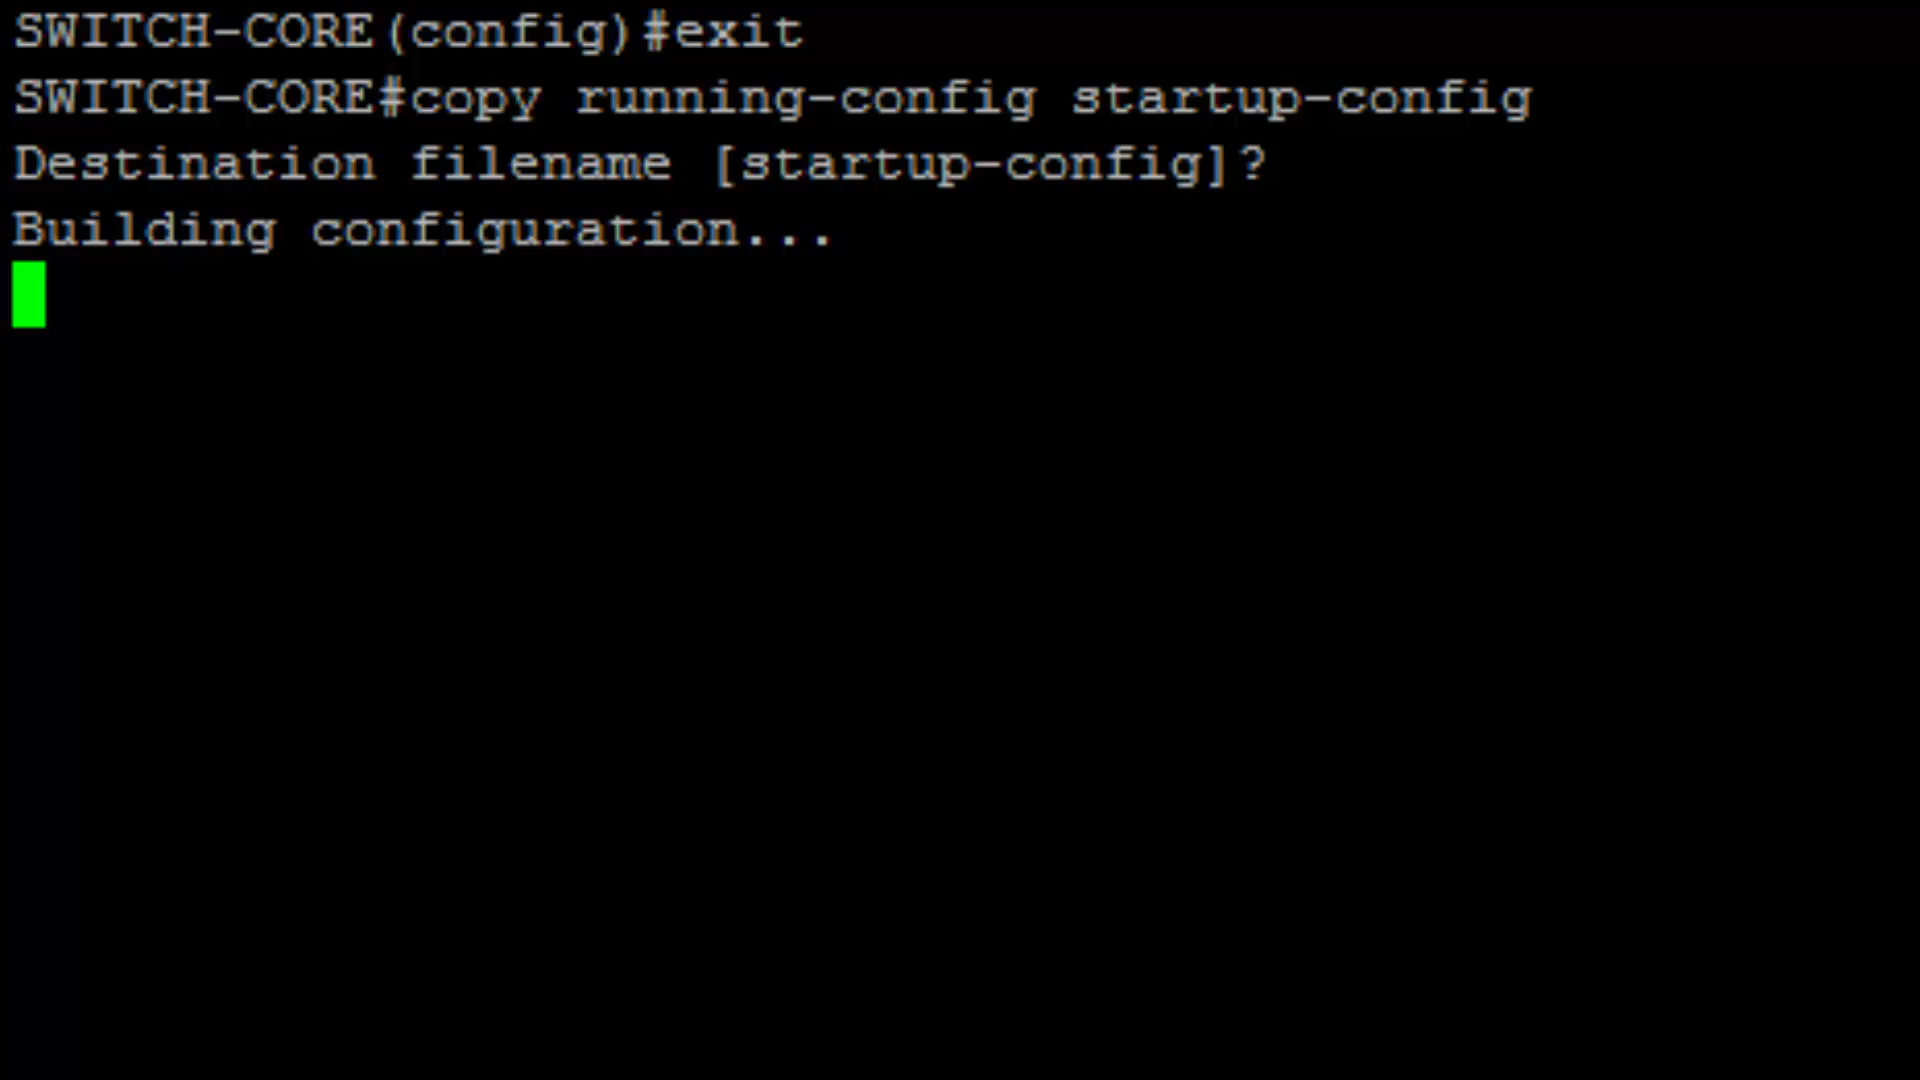 SWITCH-CORE(config)#exit
SWITCH-CORE#copy running-config startup-config
Destination filename [startup-config]?
Building configuration...